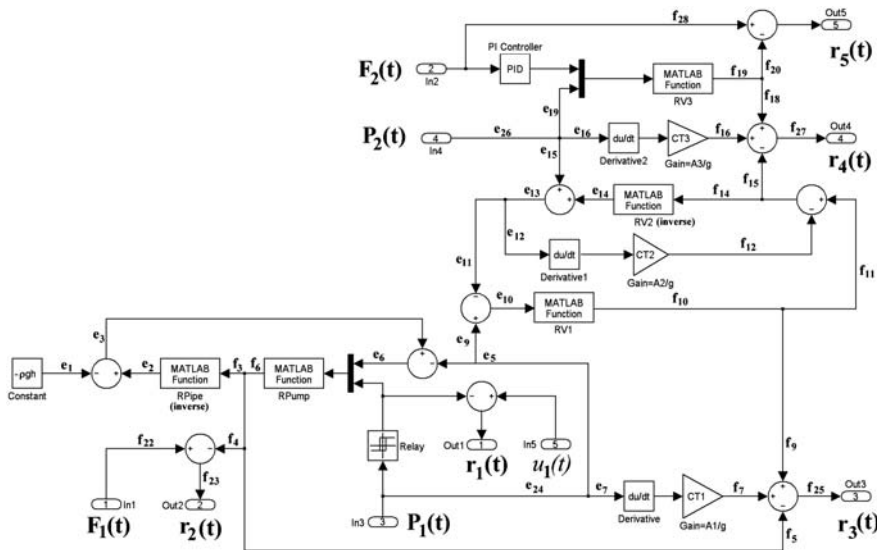 f28
Out5
5
r5(t)
PI Controller
F2(t)
2
In2
PID
MATLAB
Function
RV3
f19
f20
f18
e19
Out4
4
P2(t)
4
In4
e26
e16
e15
du/dt
Derivative2
CT3
Gain=A3/g
f16
f27
r4(t)
f15
e13
e14
MATLAB
Function
RV2 (inverse)
f14
e12
du/dt
Derivative1
CT2
Gain=A2/g
f12
e11
f11
e10
MATLAB
Function
RV1
f10
e9
e3
e5
e6
-ρgh
Constant
e1
e2
MATLAB
Function
RPipe
(inverse)
f3
f6
MATLAB
Function
RPump
f22
f4
f23
Relay
Out1
1
r1(t)
In5
5
u1(t)
f9
1
In1
F1(t)
Out2
2
r2(t)
e24
e7
du/dt
Derivative
CT1
Gain=A1/g
f7
f25
Out3
3
r3(t)
In3
3
P1(t)
f5